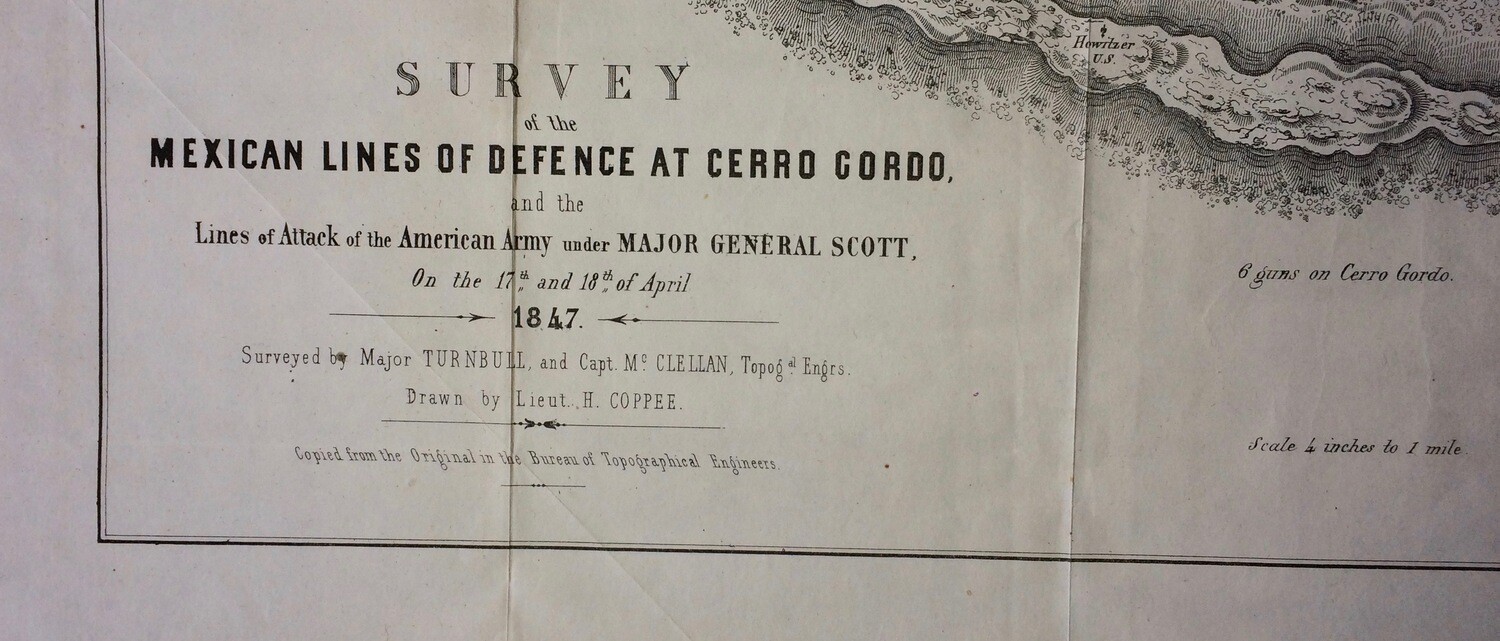 Howitzer
U.S.
SURVEY
of the
MEXICAN LINES OF DEFENCE AT CERRO GORDO,
and the
Lines of Attack of the American Army under MAJOR GENERAL SCOTT,
On the 17th and 18th of April
1847.
Surveyed by Major TURNBULL, and Capt. Mc CLELLAN, Topogal Engrs.
Drawn by Lieut. H. COPPEE.
Copied from the Original in the Bureau of Topographical Engineers.
6 guns on Cerro Gordo.
Scale 4 inches to 1 mile